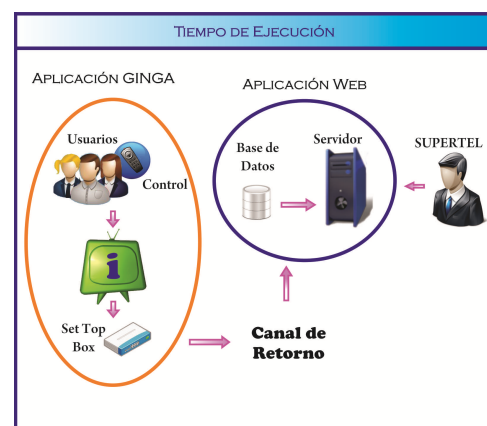 TIEMPO DE EJECUCIÓN
APLICACIÓN GINGA
APLICACIÓN WEB
Usuarios
Control
i
Set Top
Box
Base de
Datos
Servidor
SUPERTEL
Canal de
Retorno